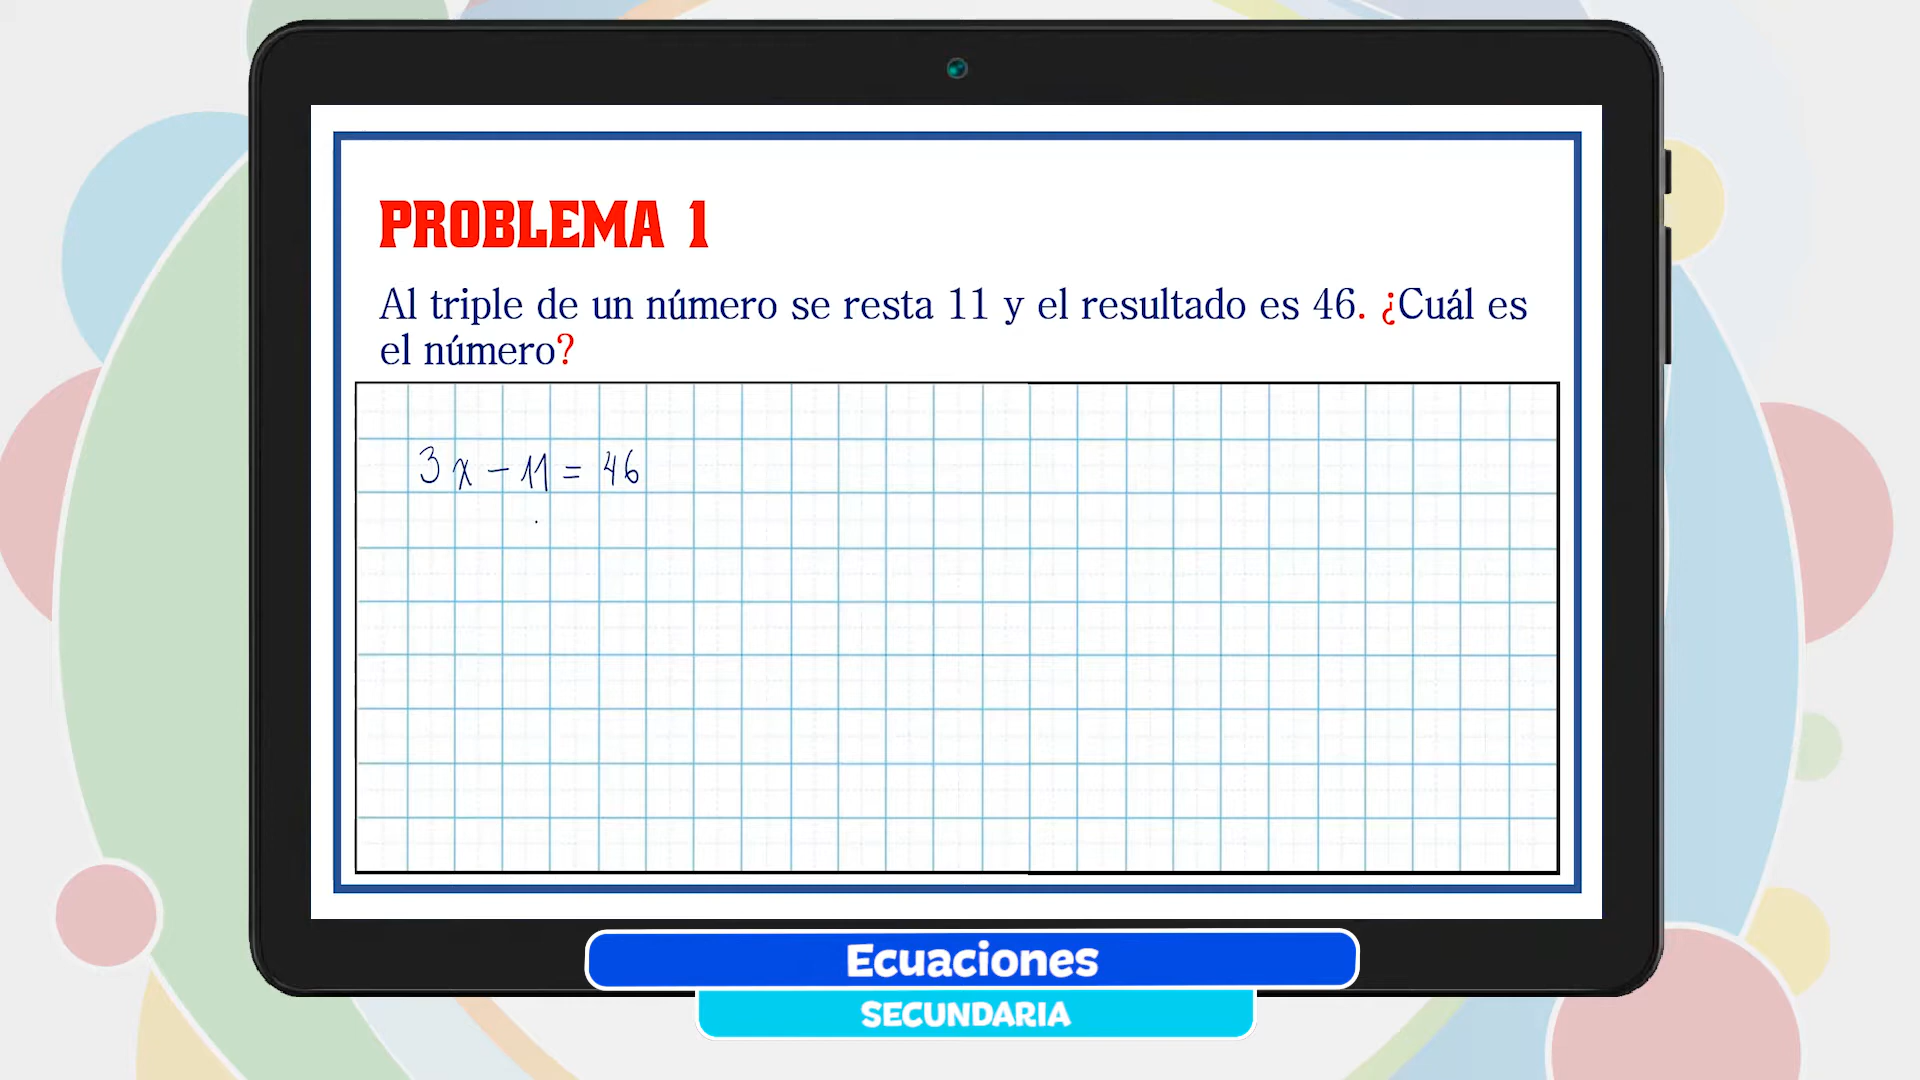 PROBLEMA 1
Al triple de un número se resta 11 y el resultado es 46. ¿Cuál es
el número?
3x - 11 = 46
Ecuaciones
SECUNDARIA